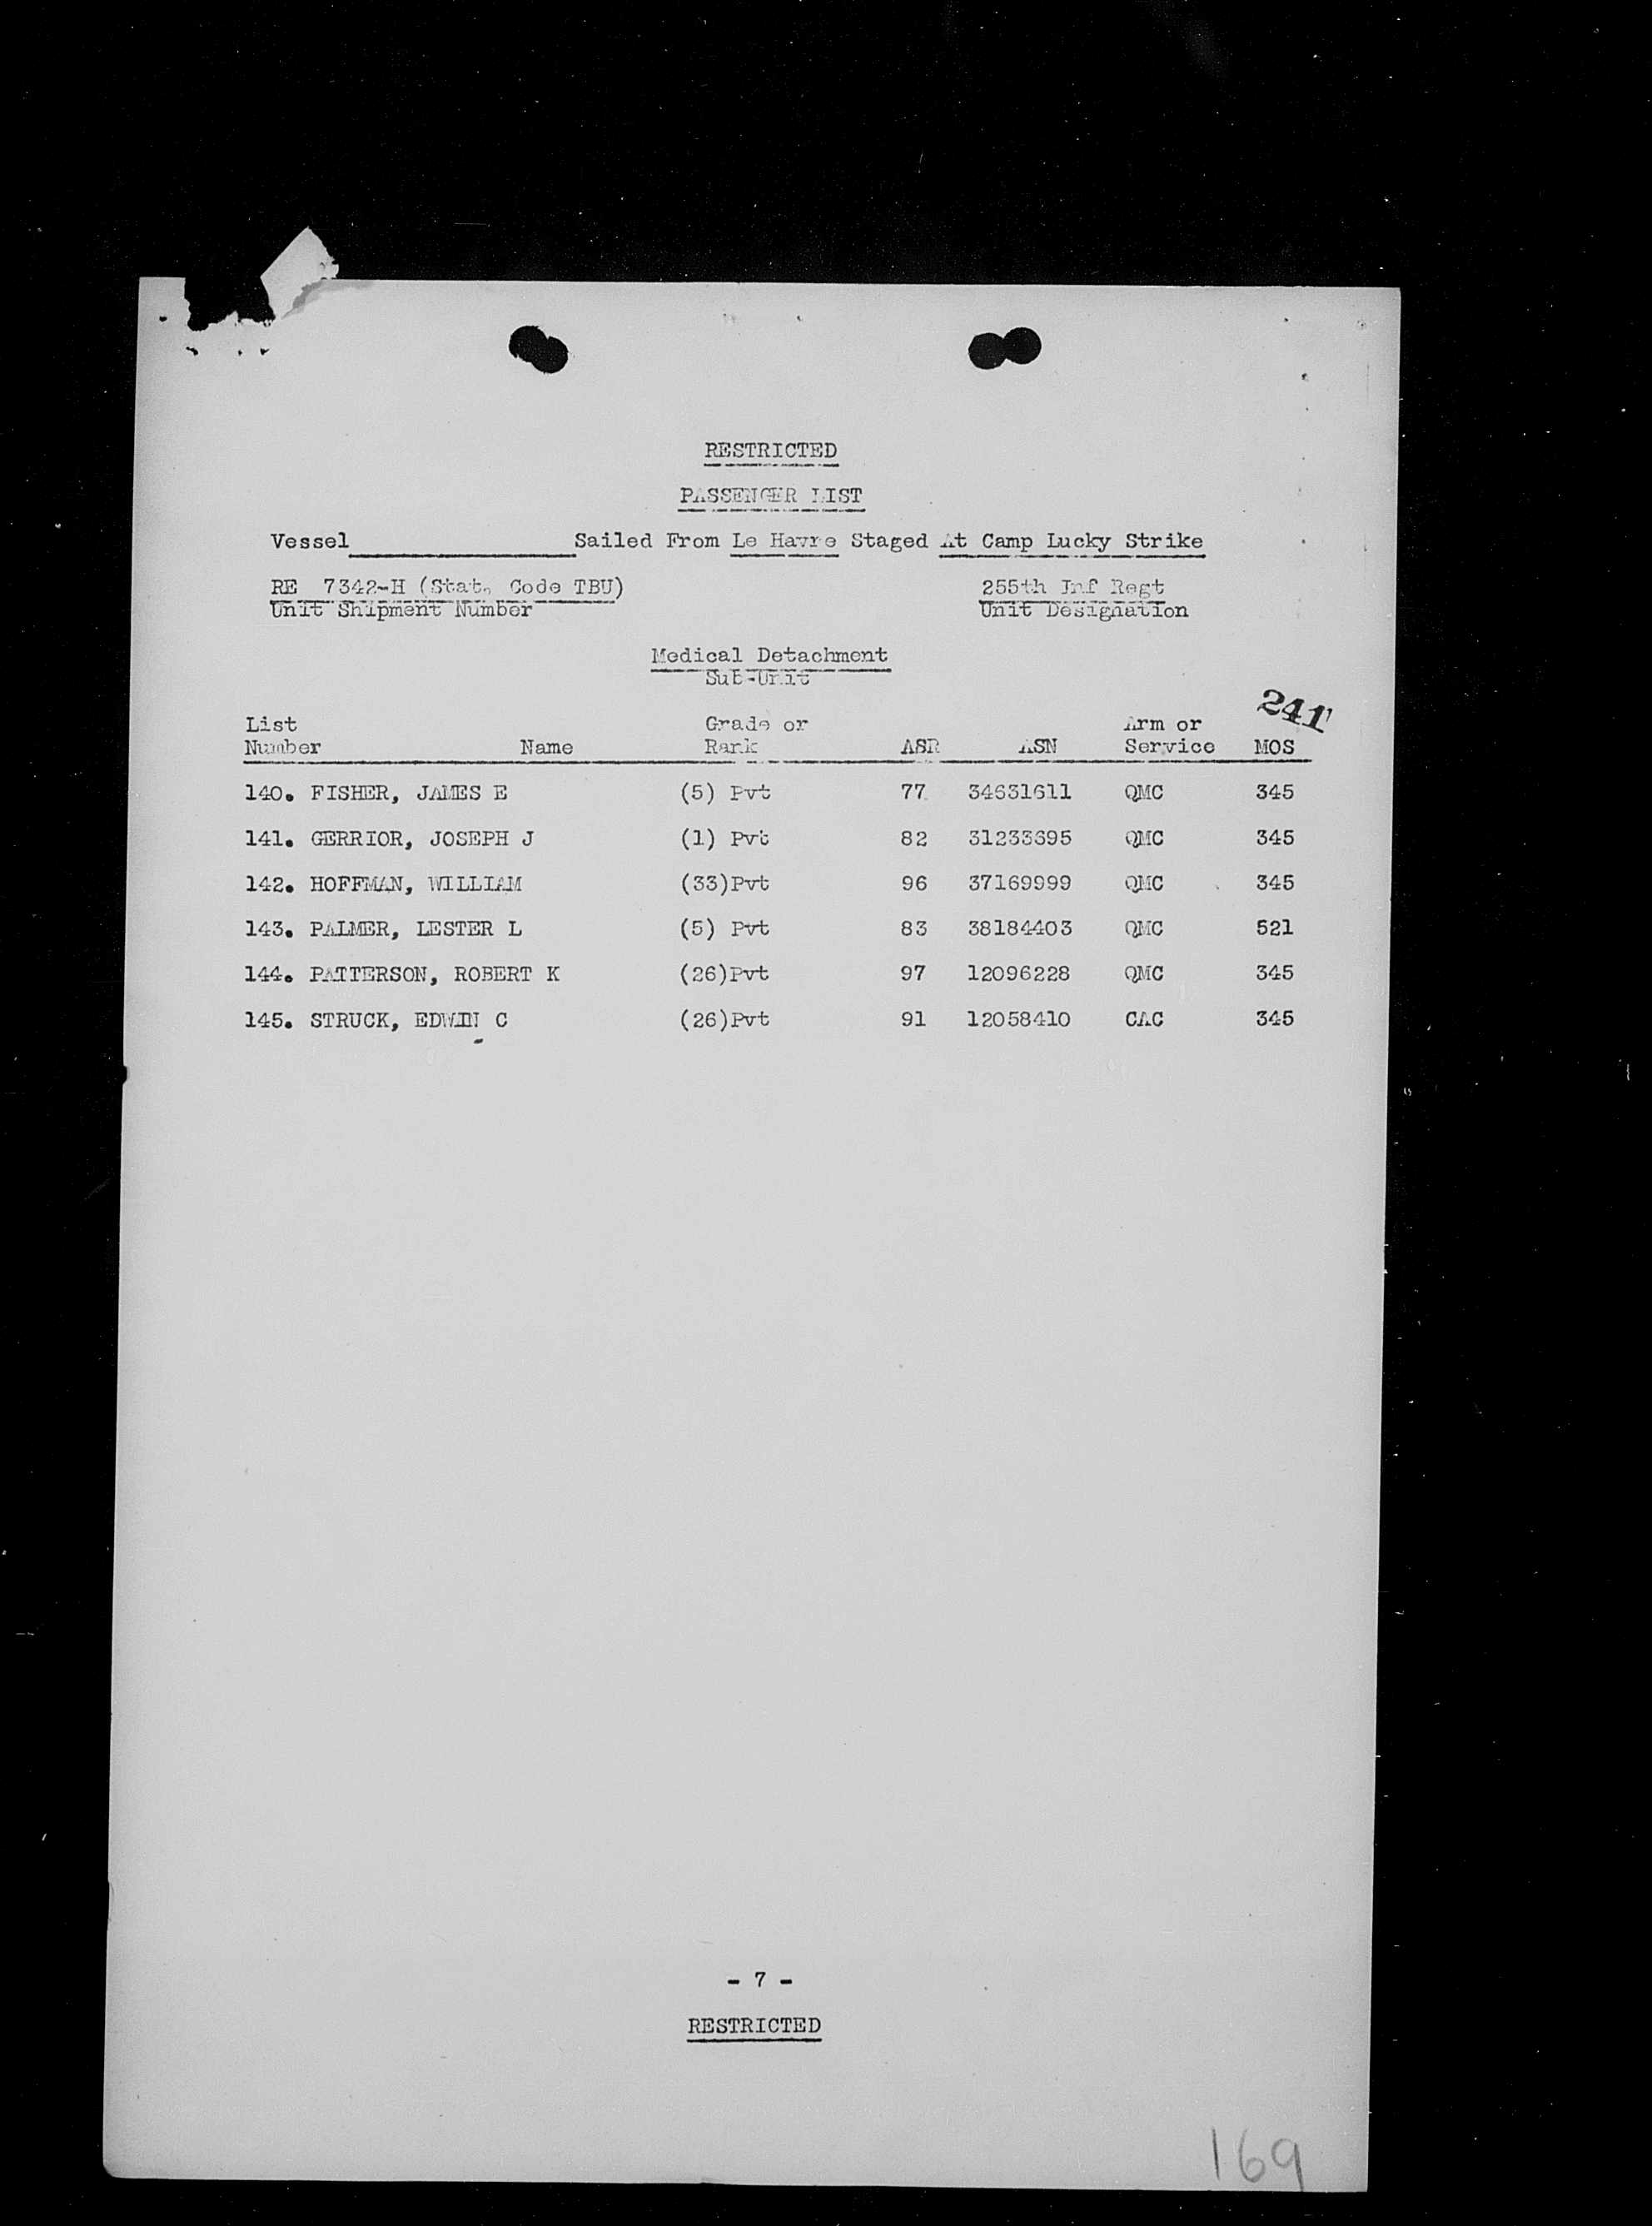 RESTRICTED
PASSENGER LIST
Vessel Sailed From Le Havre Staged At Camp Lucky Strike
RE 7342-H (Stat. Code TBU) 255th Inf Regt
Unit Shipment Number Unit Designation
Medical Detachment
Sub-Unit
241
List Grade or Arm or
Number Name Rank ASR ASN Service MOS
140. FISHER, JAMES E (5) Pvt 77 34631611 QMC 345
141. GERRIOR, JOSEPH J (1) Pvt 82 31233695 QMC 345
142. HOFFMAN, WILLIAM (33)Pvt 96 37169999 QMC 345
143. PALMER, LESTER L (5) Pvt 83 38184403 QMC 521
144. PATTERSON, ROBERT K (26)Pvt 97 12096228 QMC 345
145. STRUCK, EDWIN C (26)Pvt 91 12058410 CAC 345
- 7 -
RESTRICTED
169